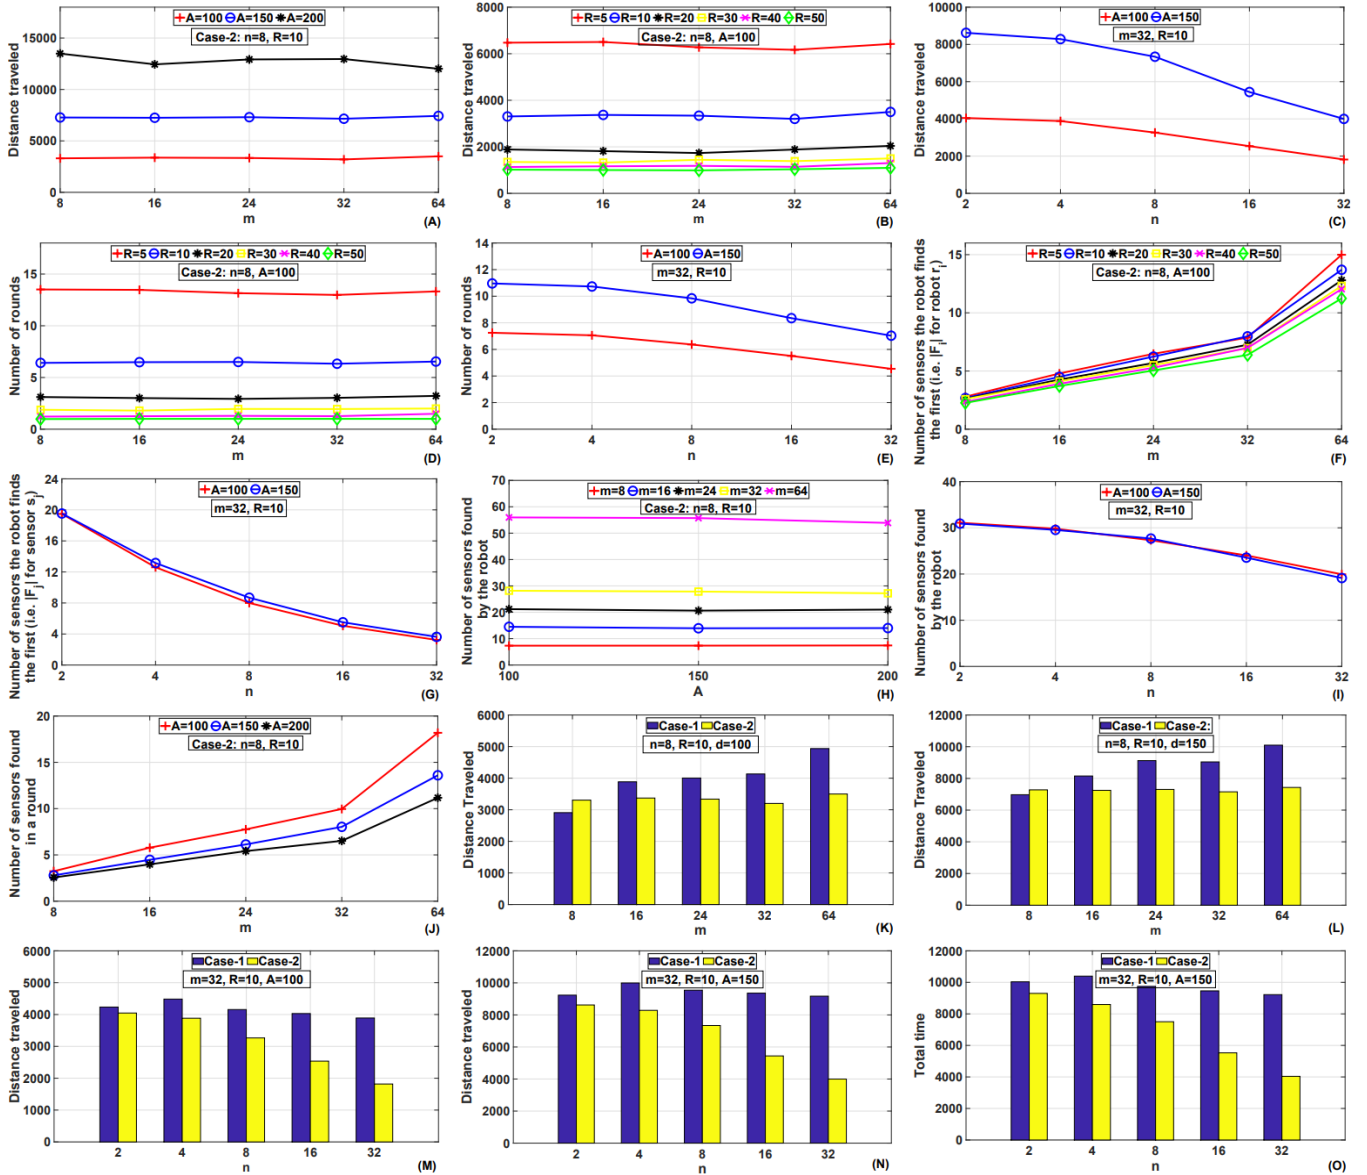 A=100 A=150 A=200
Case-2: n=8, R=10
Distance traveled
15000
10000
5000
0
8 16 24 32 64
m
(A)
R=5 R=10 R=20 R=30 R=40 R=50
Case-2: n=8, A=100
Distance traveled
8000
6000
4000
2000
0
8 16 24 32 64
m
(B)
A=100 A=150
m=32, R=10
Distance traveled
10000
8000
6000
4000
2000
0
2 4 8 16 32
n
(C)
R=5 R=10 R=20 R=30 R=40 R=50
Case-2: n=8, A=100
Number of rounds
15
10
5
0
8 16 24 32 64
m
(D)
A=100 A=150
m=32, R=10
Number of rounds
14
12
10
8
6
4
2
0
2 4 8 16 32
n
(E)
R=5 R=10 R=20 R=30 R=40 R=50
Case-2: n=8, A=100
Number of sensors the robot finds
the first (i.e. |Fi| for robot ri)
15
10
5
0
8 16 24 32 64
m
(F)
A=100 A=150
m=32, R=10
Number of sensors the robot finds
the first (i.e. |Fj| for sensor sj)
24
20
16
12
8
4
0
2 4 8 16 32
n
(G)
m=8 m=16 m=24 m=32 m=64
Case-2: n=8, R=10
Number of sensors found
by the robot
70
60
50
40
30
20
10
0
100 150 200
A
(H)
A=100 A=150
m=32, R=10
Number of sensors found
by the robot
40
30
20
10
0
2 4 8 16 32
n
(I)
A=100 A=150 A=200
Case-2: n=8, R=10
Number of sensors found
in a round
20
15
10
5
0
8 16 24 32 64
m
(J)
Case-1 Case-2
n=8, R=10, d=100
Distance Traveled
6000
5000
4000
3000
2000
1000
0
8 16 24 32 64
m
(K)
Case-1 Case-2:
n=8, R=10, d=150
Distance Traveled
12000
10000
8000
6000
4000
2000
0
8 16 24 32 64
m
(L)
Case-1 Case-2
m=32, R=10, A=100
Distance traveled
6000
5000
4000
3000
2000
1000
0
2 4 8 16 32
n
(M)
Case-1 Case-2
m=32, R=10, A=150
Distance traveled
12000
10000
8000
6000
4000
2000
0
2 4 8 16 32
n
(N)
Case-1 Case-2
m=32, R=10, A=150
Total time
12000
10000
8000
6000
4000
2000
0
2 4 8 16 32
n
(O)